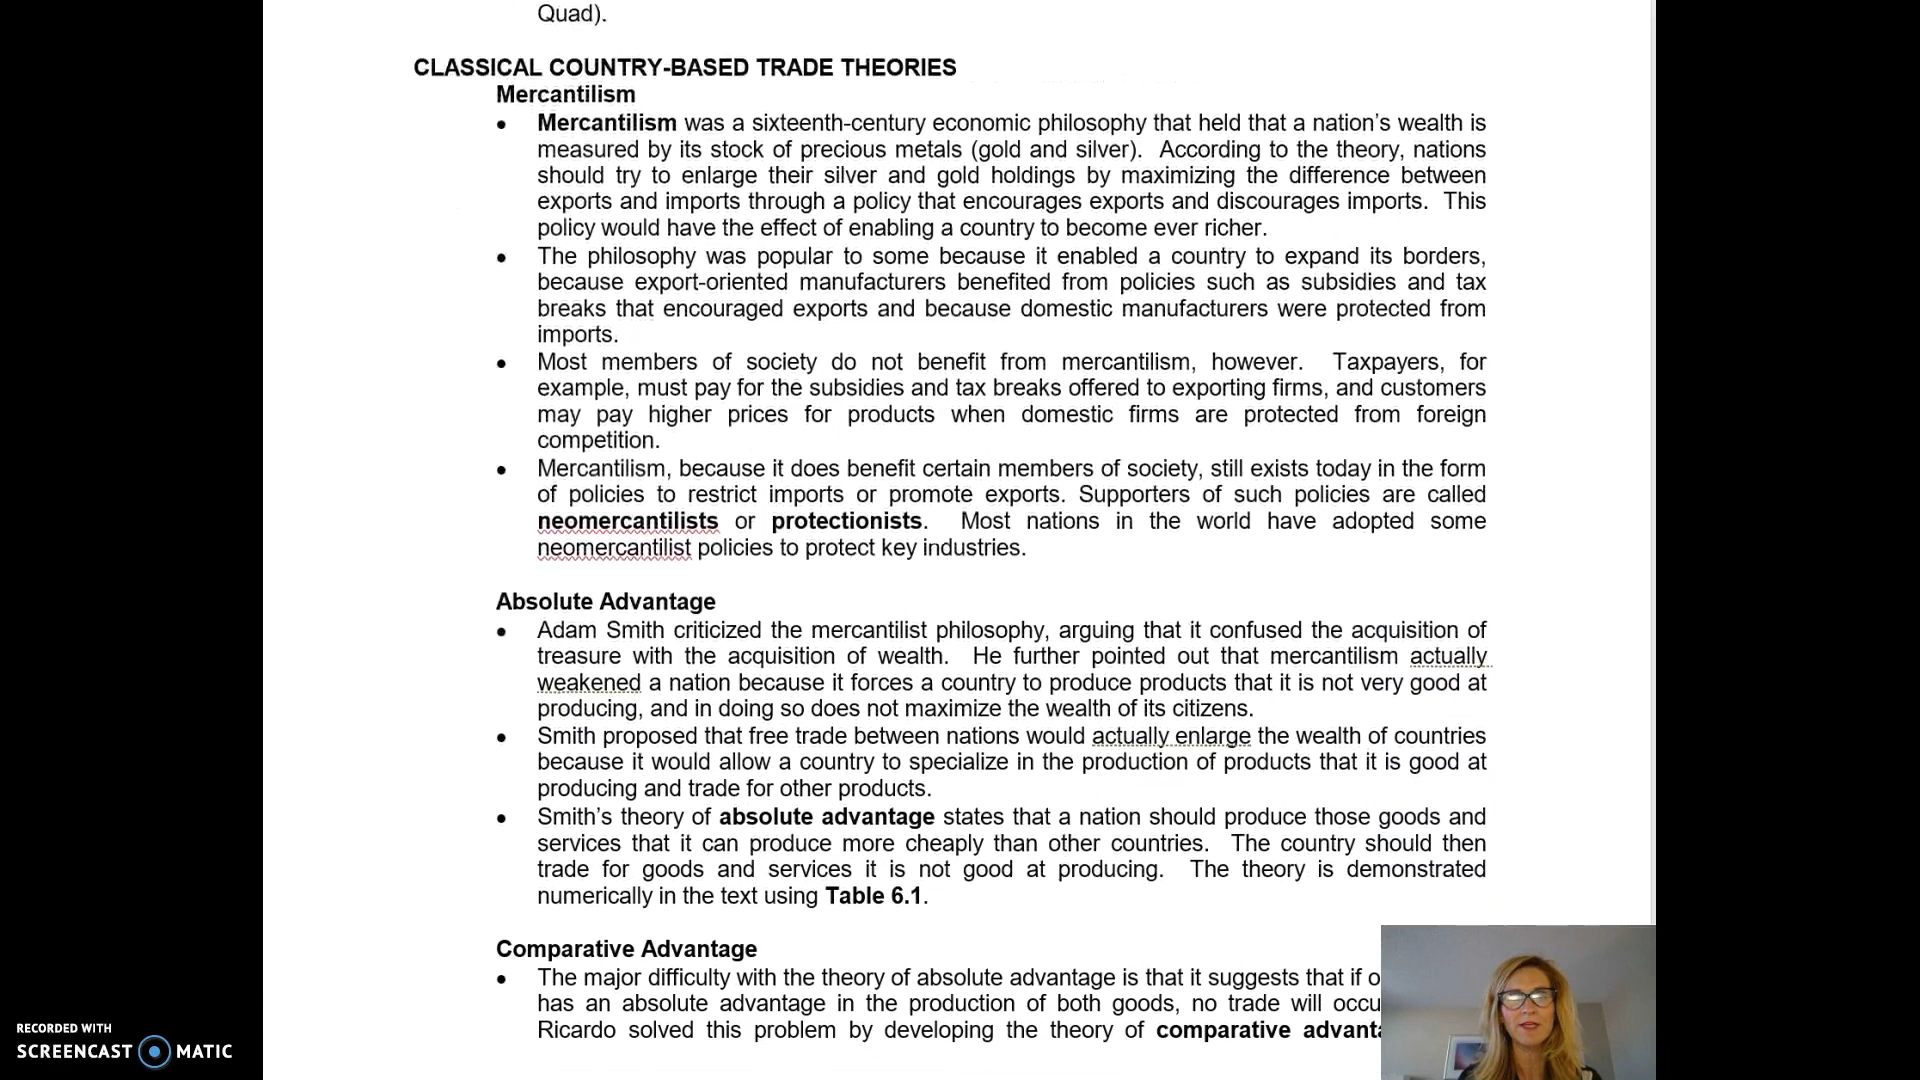 Quad).
CLASSICAL COUNTRY-BASED TRADE THEORIES
Mercantilism
• Mercantilism was a sixteenth-century economic philosophy that held that a nation’s wealth is
measured by its stock of precious metals (gold and silver). According to the theory, nations
should try to enlarge their silver and gold holdings by maximizing the difference between
exports and imports through a policy that encourages exports and discourages imports. This
policy would have the effect of enabling a country to become ever richer.
• The philosophy was popular to some because it enabled a country to expand its borders,
because export-oriented manufacturers benefited from policies such as subsidies and tax
breaks that encouraged exports and because domestic manufacturers were protected from
imports.
• Most members of society do not benefit from mercantilism, however. Taxpayers, for
example, must pay for the subsidies and tax breaks offered to exporting firms, and customers
may pay higher prices for products when domestic firms are protected from foreign
competition.
• Mercantilism, because it does benefit certain members of society, still exists today in the form
of policies to restrict imports or promote exports. Supporters of such policies are called
neomercantilists or protectionists. Most nations in the world have adopted some
neomercantilist policies to protect key industries.
Absolute Advantage
• Adam Smith criticized the mercantilist philosophy, arguing that it confused the acquisition of
treasure with the acquisition of wealth. He further pointed out that mercantilism actually
weakened a nation because it forces a country to produce products that it is not very good at
producing, and in doing so does not maximize the wealth of its citizens.
• Smith proposed that free trade between nations would actually enlarge the wealth of countries
because it would allow a country to specialize in the production of products that it is good at
producing and trade for other products.
• Smith’s theory of absolute advantage states that a nation should produce those goods and
services that it can produce more cheaply than other countries. The country should then
trade for goods and services it is not good at producing. The theory is demonstrated
numerically in the text using Table 6.1.
Comparative Advantage
• The major difficulty with the theory of absolute advantage is that it suggests that if
has an absolute advantage in the production of both goods, no trade will
Ricardo solved this problem by developing the theory of comparative
RECORDED WITH
SCREENCAST MATIC